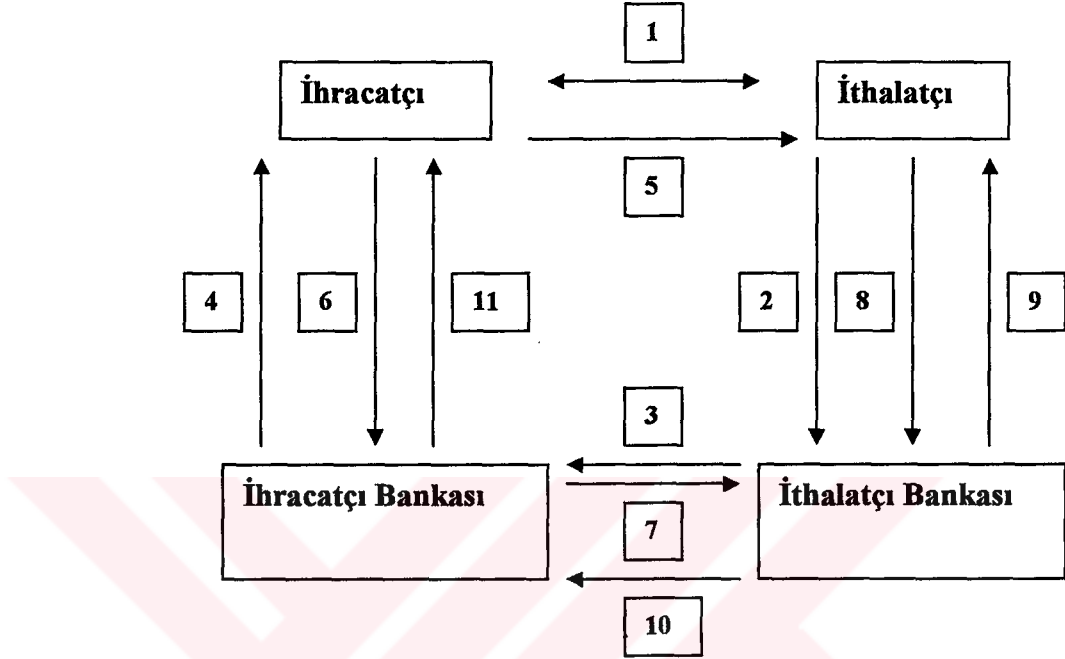 1
İhracatçı
İthalatçı
5
4
6
11
2
8
9
3
İhracatçı Bankası
İthalatçı Bankası
7
10